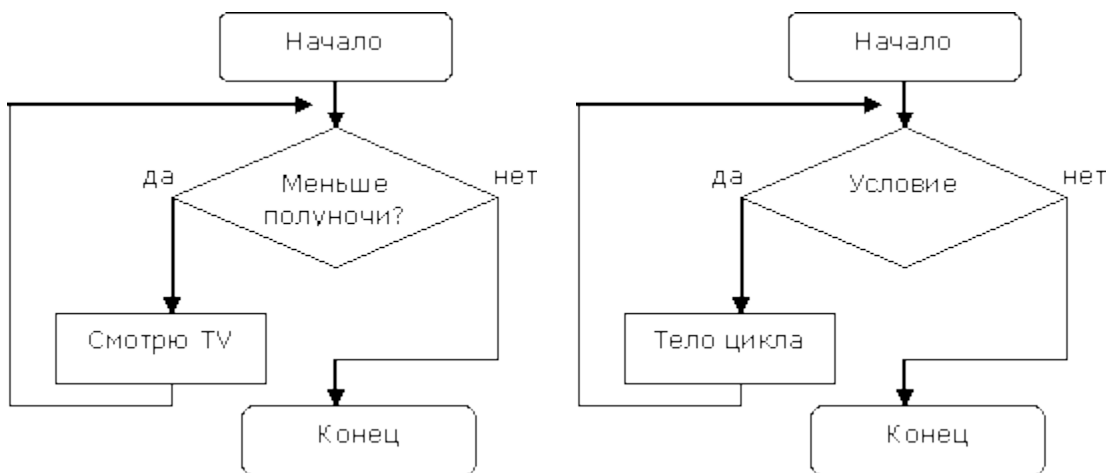 Начало
да
Меньше
полуночи?
нет
Смотрю TV
Конец
Начало
да
Условие
нет
Тело цикла
Конец